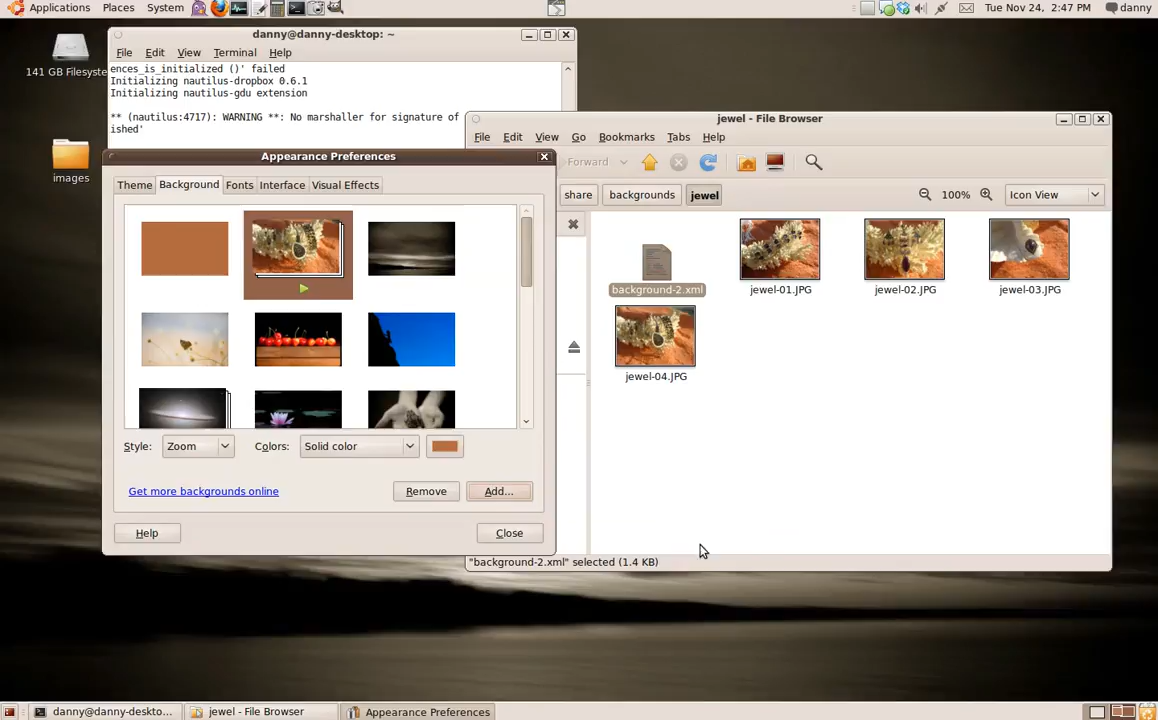 Applications Places System Tue Nov 24, 2:47 PM danny
141 GB Filesyste
images
danny@danny-desktop: ~
File Edit View Terminal Help
ences_is_initialized ()' failed
Initializing nautilus-dropbox 0.6.1
Initializing nautilus-gdu extension
** (nautilus:4717): WARNING **: No marshaller for signature of
ished'
jewel - File Browser
File Edit View Go Bookmarks Tabs Help
Forward
share backgrounds jewel 100% Icon View
background-2.xml jewel-01.JPG jewel-02.JPG jewel-03.JPG
jewel-04.JPG
"background-2.xml" selected (1.4 KB)
Appearance Preferences
Theme Background Fonts Interface Visual Effects
Style: Zoom Colors: Solid color
Get more backgrounds online Remove Add...
Help Close
danny@danny-deskto... jewel - File Browser Appearance Preferences